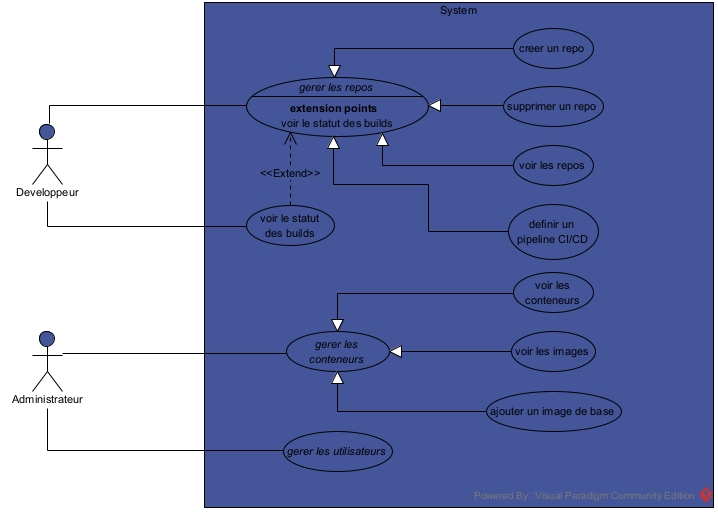 System
creer un repo
gerer les repos
extension points
voir le statut des builds
supprimer un repo
voir les repos
<<Extend>>
Developpeur
voir le statut
des builds
definir un
pipeline CI/CD
voir les
conteneurs
gerer les
conteneurs
voir les images
Administrateur
ajouter un image de base
gerer les utilisateurs
Powered By: Visual Paradigm Community Edition